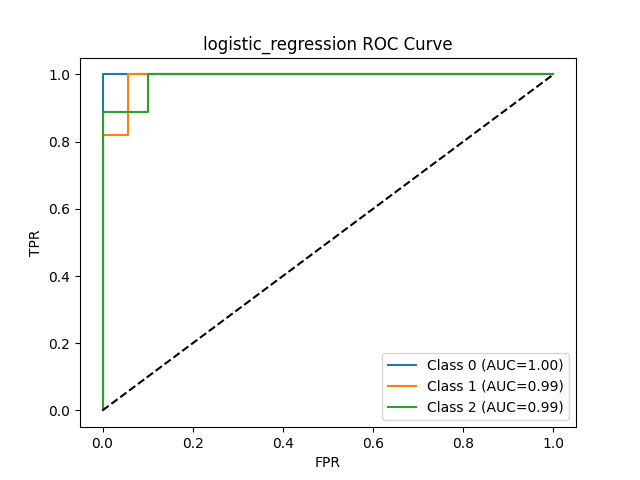 logistic_regression ROC Curve
1.0
0.8
0.6
0.4
0.2
0.0
TPR
0.0 0.2 0.4 0.6 0.8 1.0
FPR
Class 0 (AUC=1.00)
Class 1 (AUC=0.99)
Class 2 (AUC=0.99)